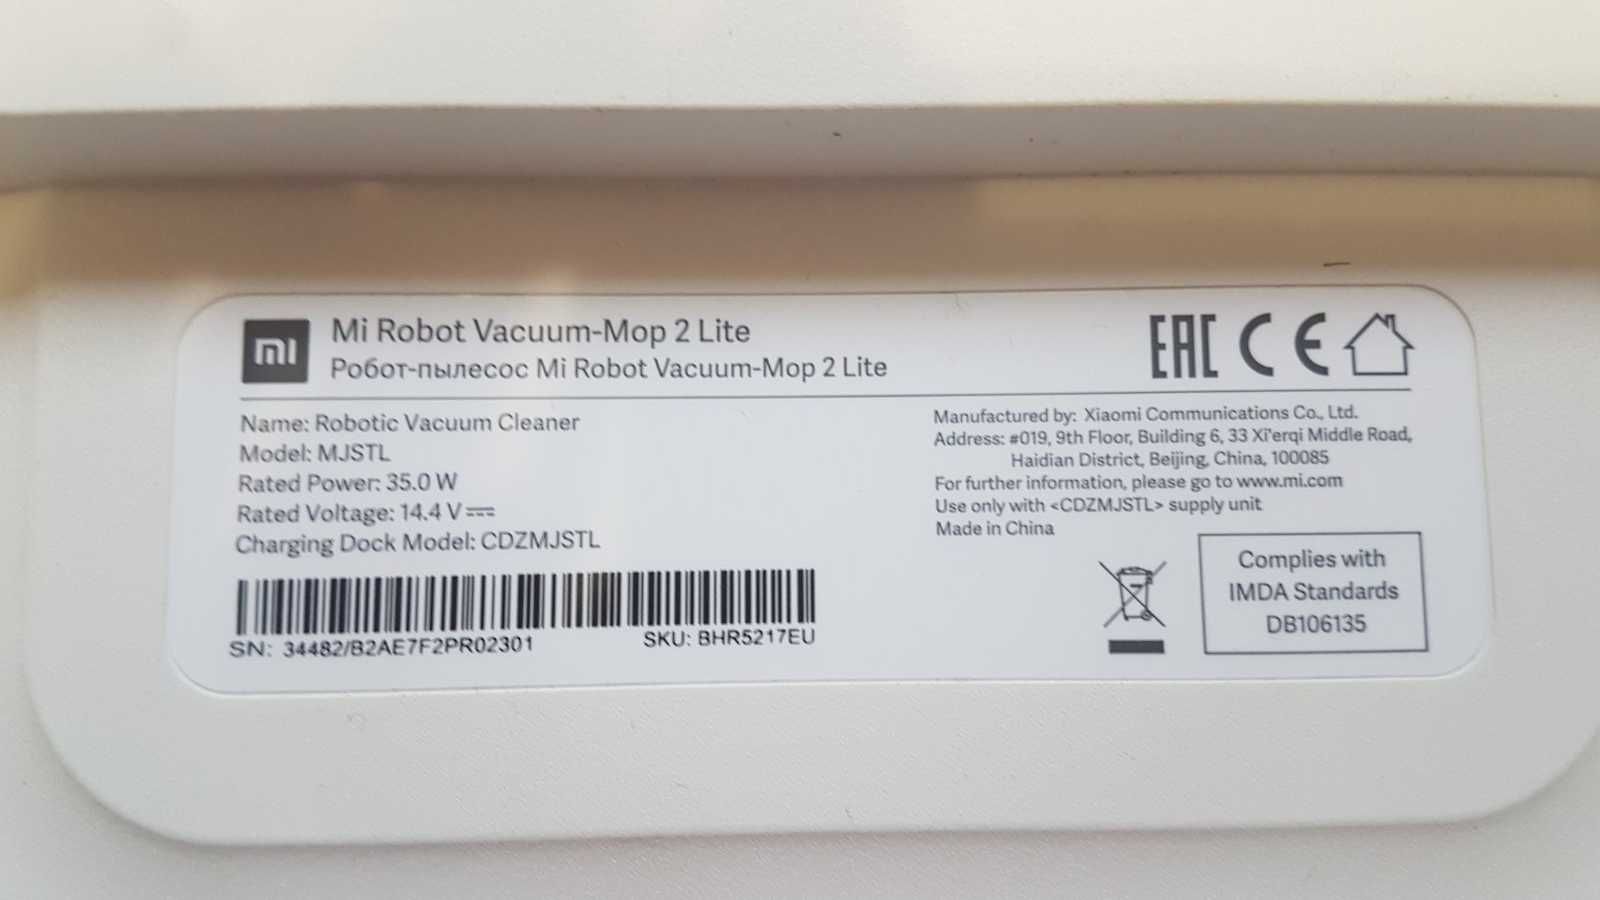 mi
Mi Robot Vacuum-Mop 2 Lite
Робот-пылесос Mi Robot Vacuum-Mop 2 Lite
EAC CE
Name: Robotic Vacuum Cleaner
Model: MJSTL
Rated Power: 35.0 W
Rated Voltage: 14.4 V⎓
Charging Dock Model: CDZMJSTL
SN: 34482/B2AE7F2PR02301 SKU: BHR5217EU
Manufactured by: Xiaomi Communications Co., Ltd.
Address: #019, 9th Floor, Building 6, 33 Xi'erqi Middle Road,
Haidian District, Beijing, China, 100085
For further information, please go to www.mi.com
Use only with <CDZMJSTL> supply unit
Made in China
Complies with
IMDA Standards
DB106135